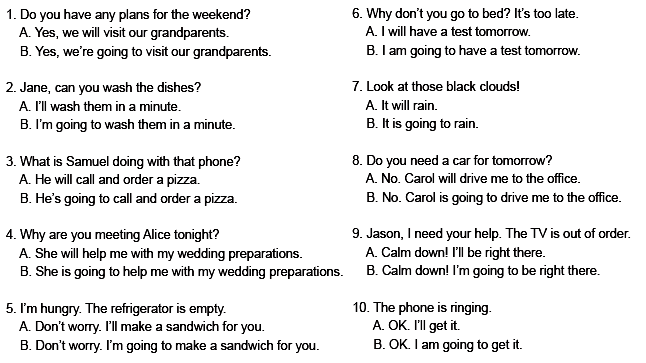 1. Do you have any plans for the weekend?
A. Yes, we will visit our grandparents.
B. Yes, we're going to visit our grandparents.
2. Jane, can you wash the dishes?
A. I'll wash them in a minute.
B. I'm going to wash them in a minute.
3. What is Samuel doing with that phone?
A. He will call and order a pizza.
B. He's going to call and order a pizza.
4. Why are you meeting Alice tonight?
A. She will help me with my wedding preparations.
B. She is going to help me with my wedding preparations.
5. I'm hungry. The refrigerator is empty.
A. Don't worry. I'll make a sandwich for you.
B. Don't worry. I'm going to make a sandwich for you.
6. Why don't you go to bed? It's too late.
A. I will have a test tomorrow.
B. I am going to have a test tomorrow.
7. Look at those black clouds!
A. It will rain.
B. It is going to rain.
8. Do you need a car for tomorrow?
A. No. Carol will drive me to the office.
B. No. Carol is going to drive me to the office.
9. Jason, I need your help. The TV is out of order.
A. Calm down! I'll be right there.
B. Calm down! I'm going to be right there.
10. The phone is ringing.
A. OK. I'll get it.
B. OK. I am going to get it.